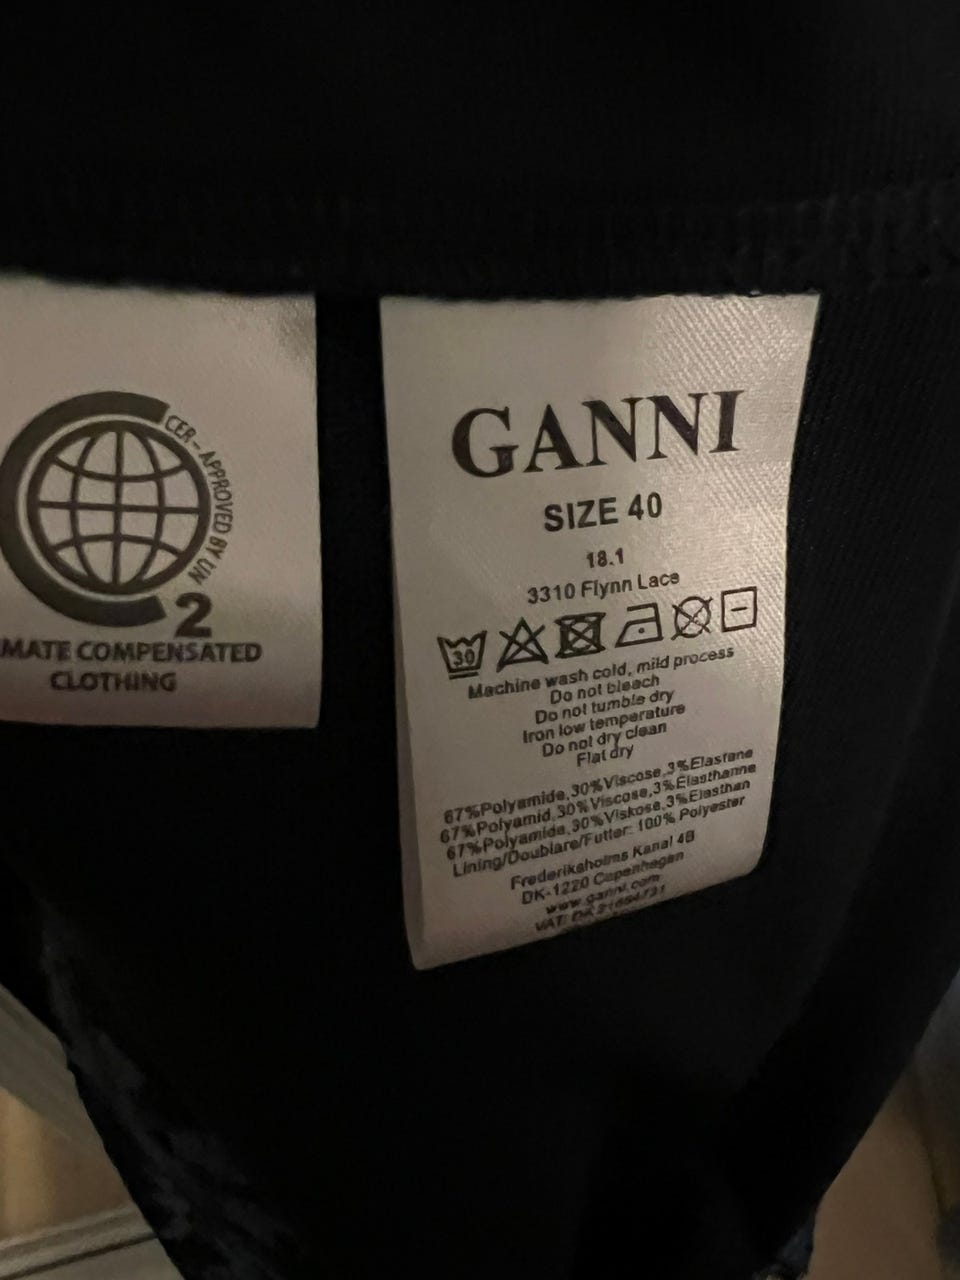 CER - APPROVED BY UN
2
MATE COMPENSATED
CLOTHING
GANNI
SIZE 40
18.1
3310 Flynn Lace
30
Machine wash cold, mild process
Do not bleach
Do not tumble dry
Iron low temperature
Do not dry clean
Flat dry
67%Polyamide,30%Viscose,3%Elastane
67%Polyamid,30%Viscose,3%Elasthanne
67%Polyamide,30%Viskose,3%Elasthan
Lining/Doublare/Futter: 100% Polyester
Frederiksholms Kanal 4B
DK-1220 Copenhagen
www.ganni.com
VAT: DK